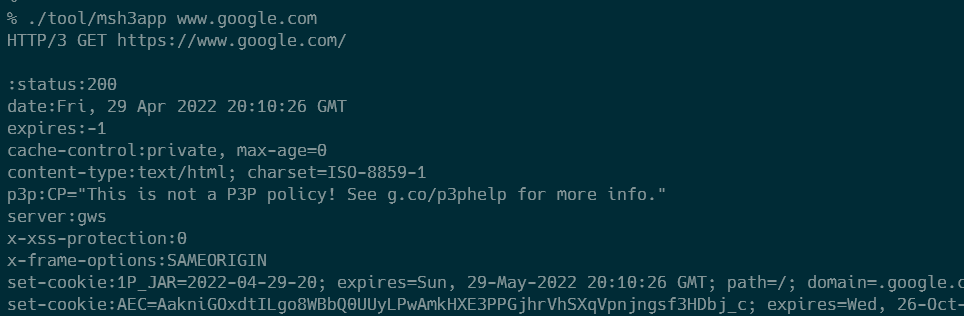 % ./tool/msh3app www.google.com
HTTP/3 GET https://www.google.com/
:status:200
date:Fri, 29 Apr 2022 20:10:26 GMT
expires:-1
cache-control:private, max-age=0
content-type:text/html; charset=ISO-8859-1
p3p:CP="This is not a P3P policy! See g.co/p3phelp for more info."
server:gws
x-xss-protection:0
x-frame-options:SAMEORIGIN
set-cookie:1P_JAR=2022-04-29-20; expires=Sun, 29-May-2022 20:10:26 GMT; path=/; domain=.google.c
set-cookie:AEC=AakniGOxdtILgo8WBbQ0UUyLPwAmkHXE3PPGjhrVhSXqVpnjngsf3HDbj_c; expires=Wed, 26-Oct-